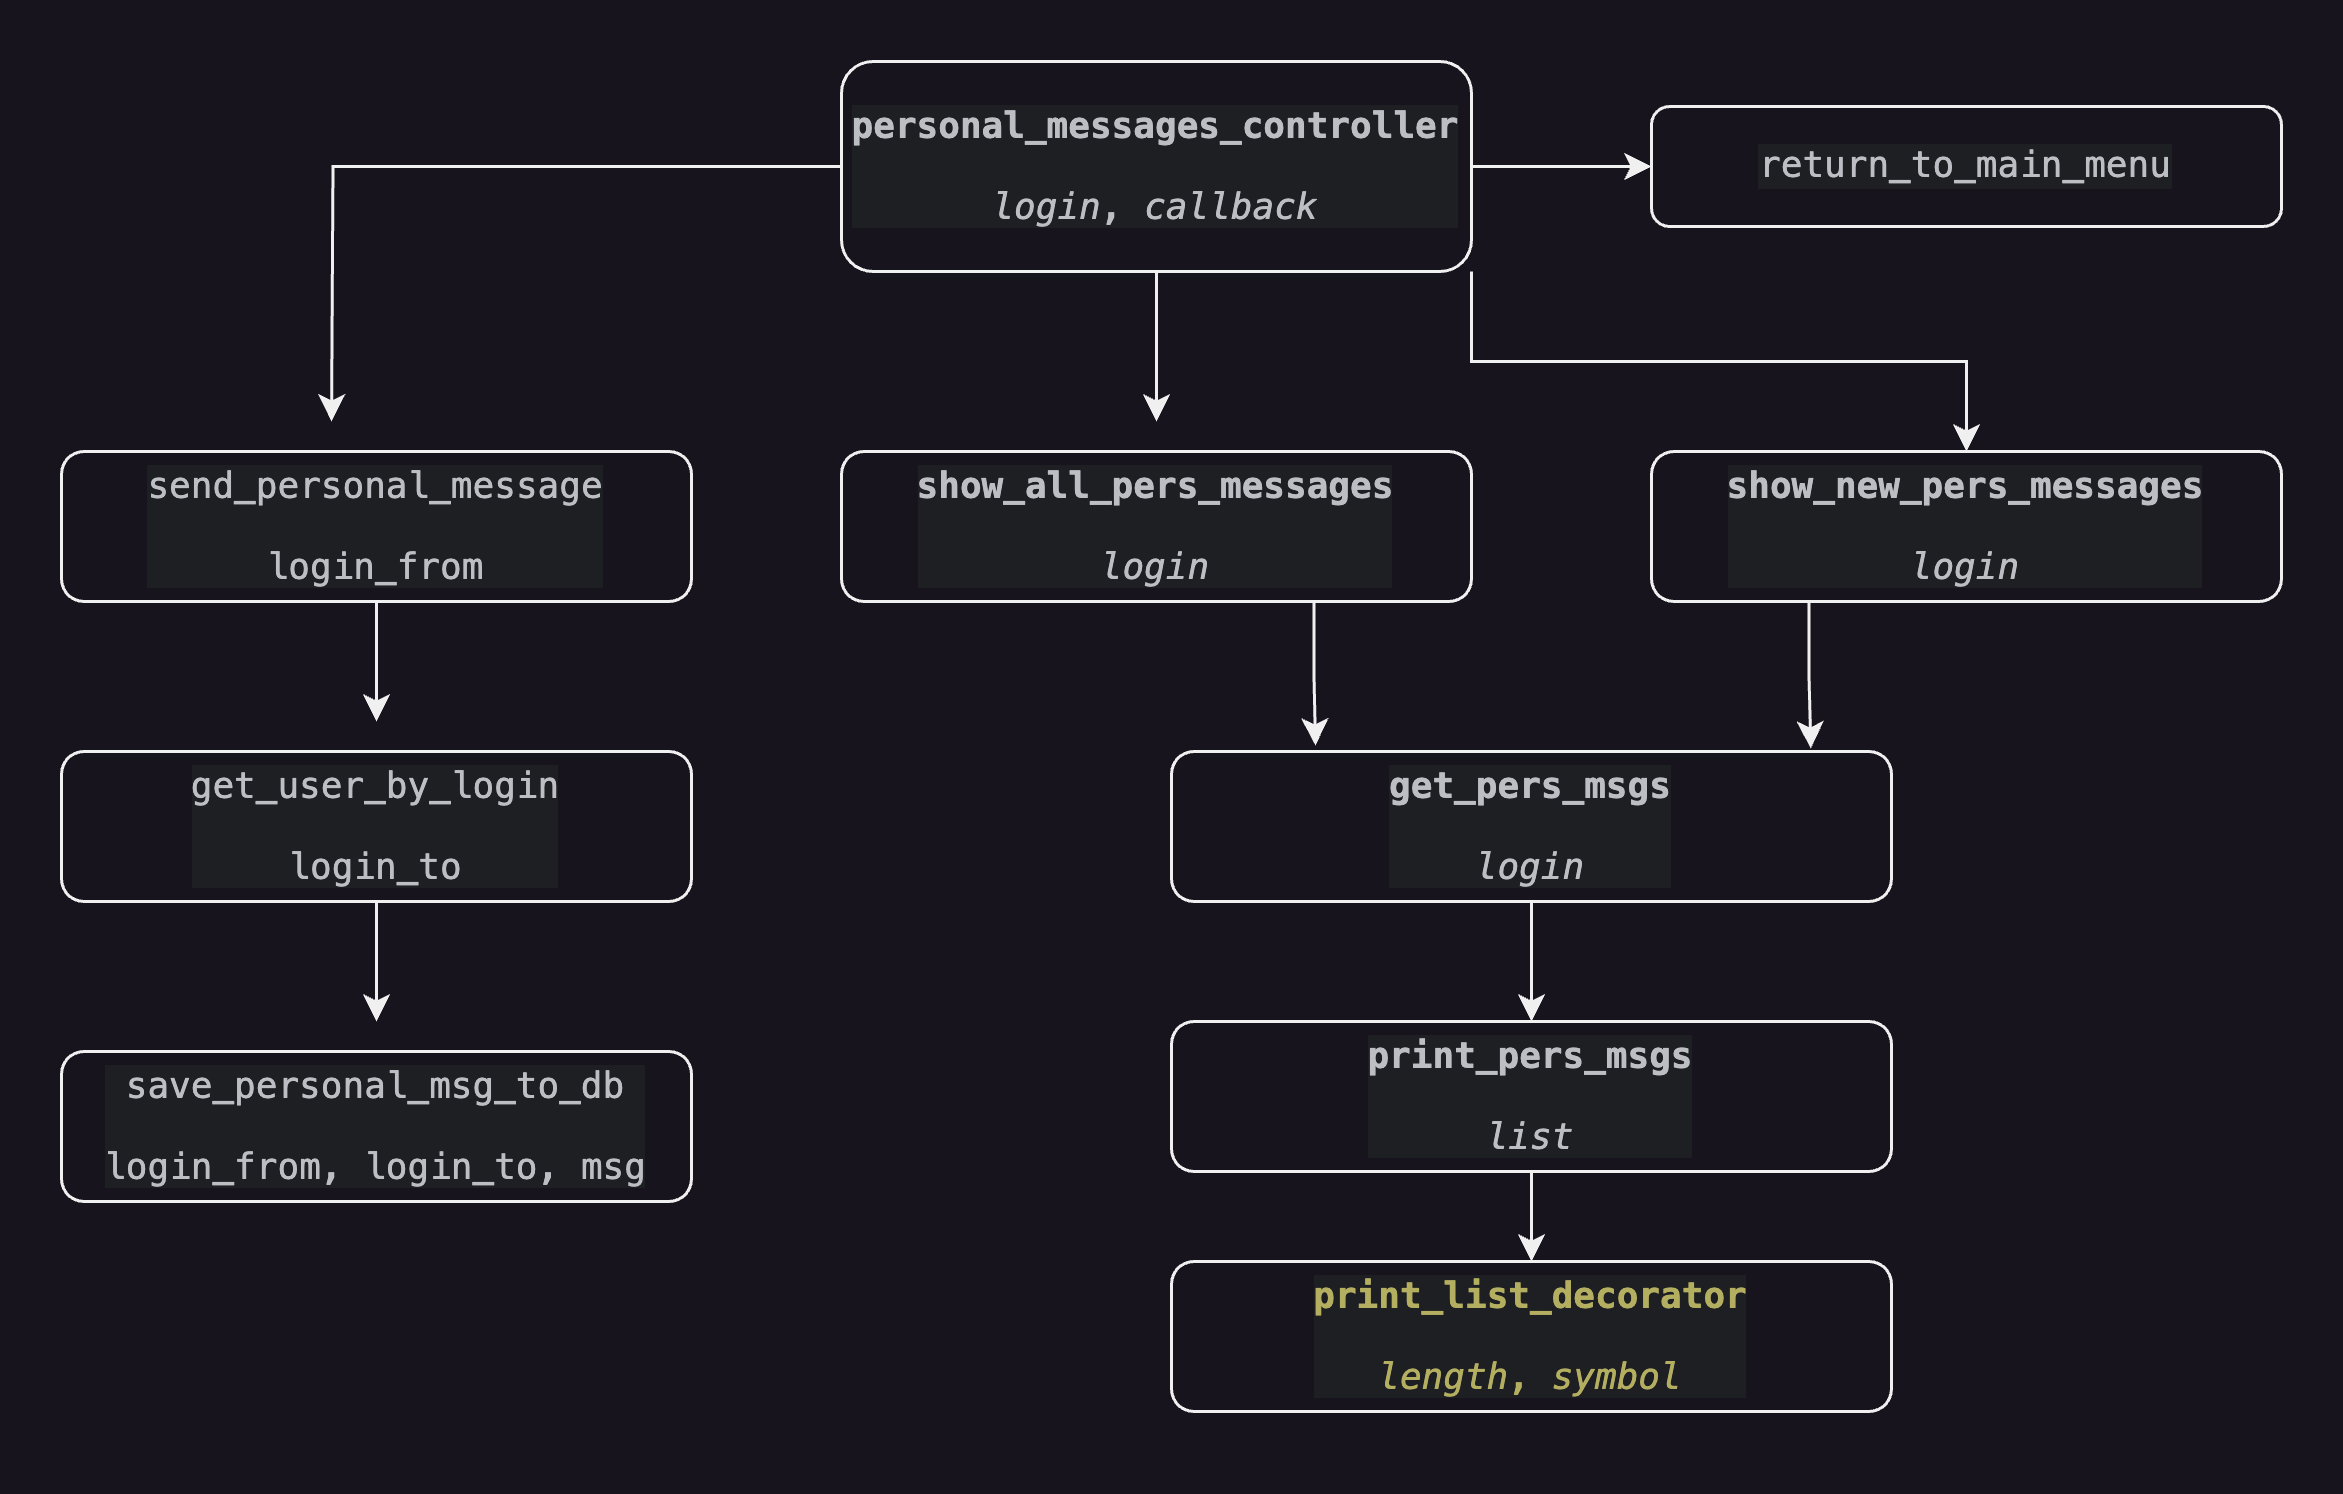 personal_messages_controller
login, callback
return_to_main_menu
send_personal_message
login_from
show_all_pers_messages
login
show_new_pers_messages
login
get_user_by_login
login_to
get_pers_msgs
login
save_personal_msg_to_db
login_from, login_to, msg
print_pers_msgs
list
print_list_decorator
length, symbol